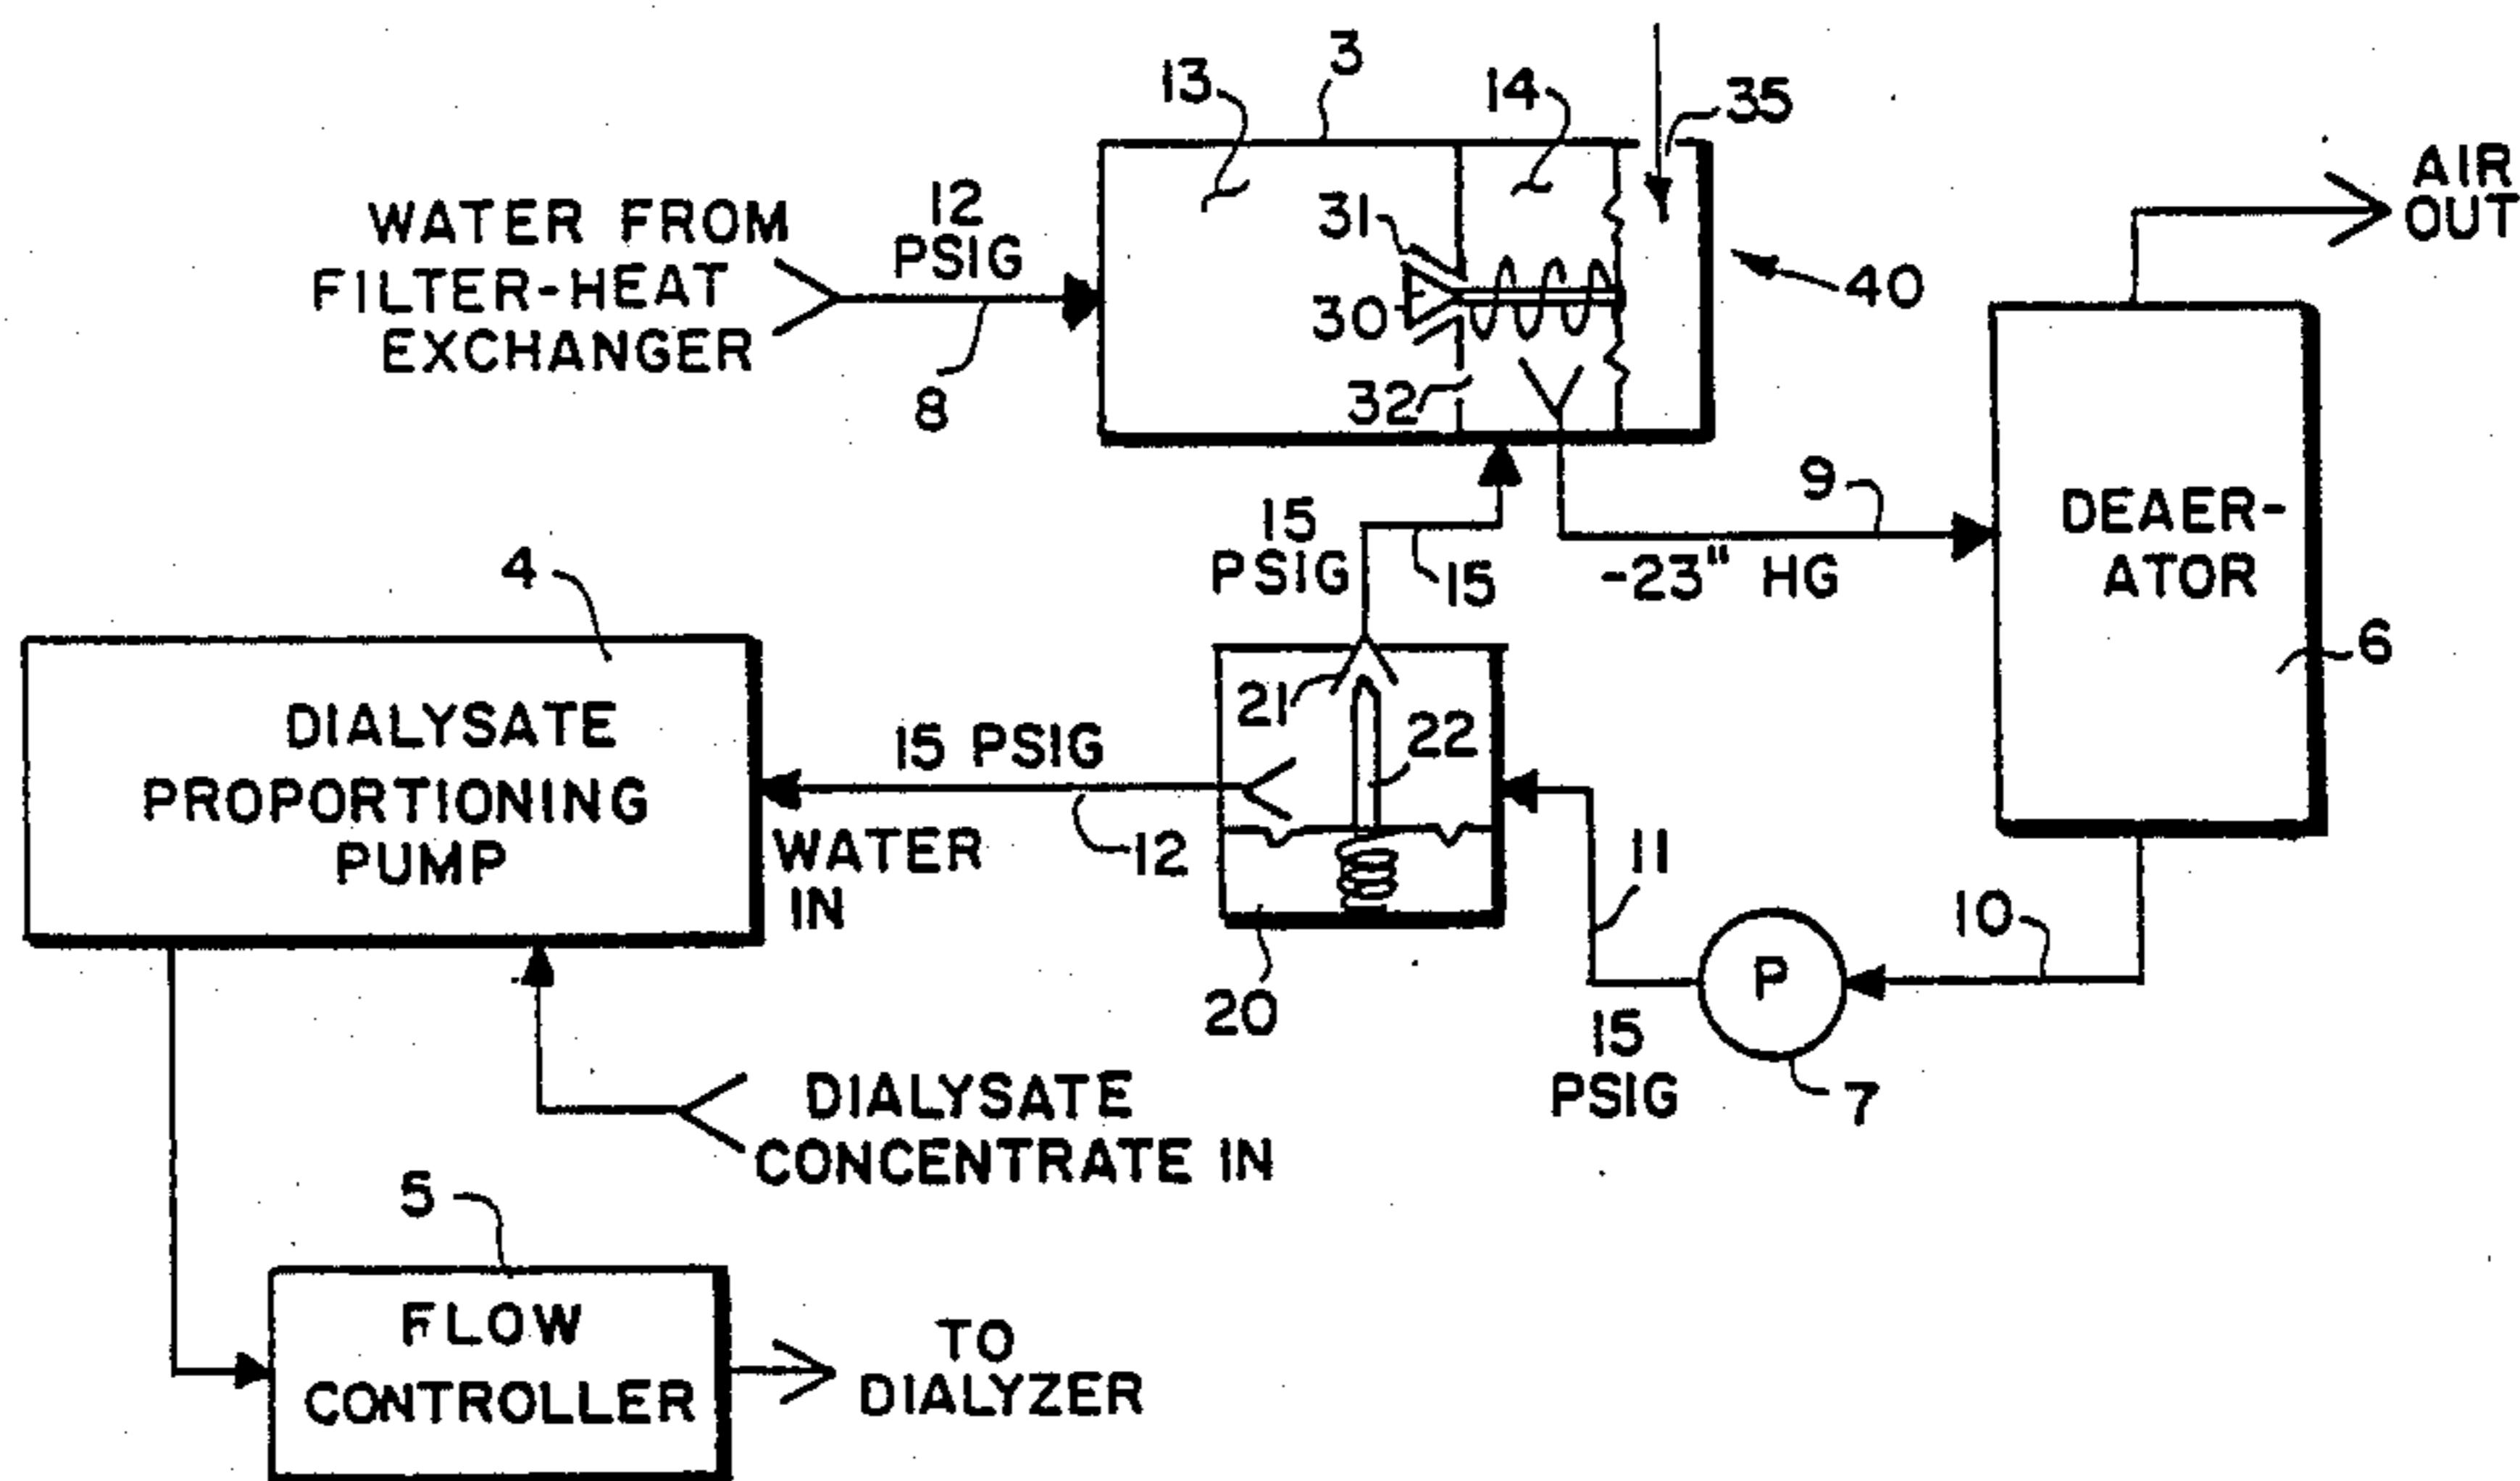 3
13
14
35
AIR
OUT
WATER FROM
FILTER-HEAT
EXCHANGER
12
PSIG
31
30
40
8
32
9
DEAER-
ATOR
15
PSIG
15
-23" HG
6
4
DIALYSATE
PROPORTIONING
PUMP
15 PSIG
21
22
WATER
IN
12
11
10
20
P
15
PSIG
7
DIALYSATE
CONCENTRATE IN
5
FLOW
CONTROLLER
TO
DIALYZER